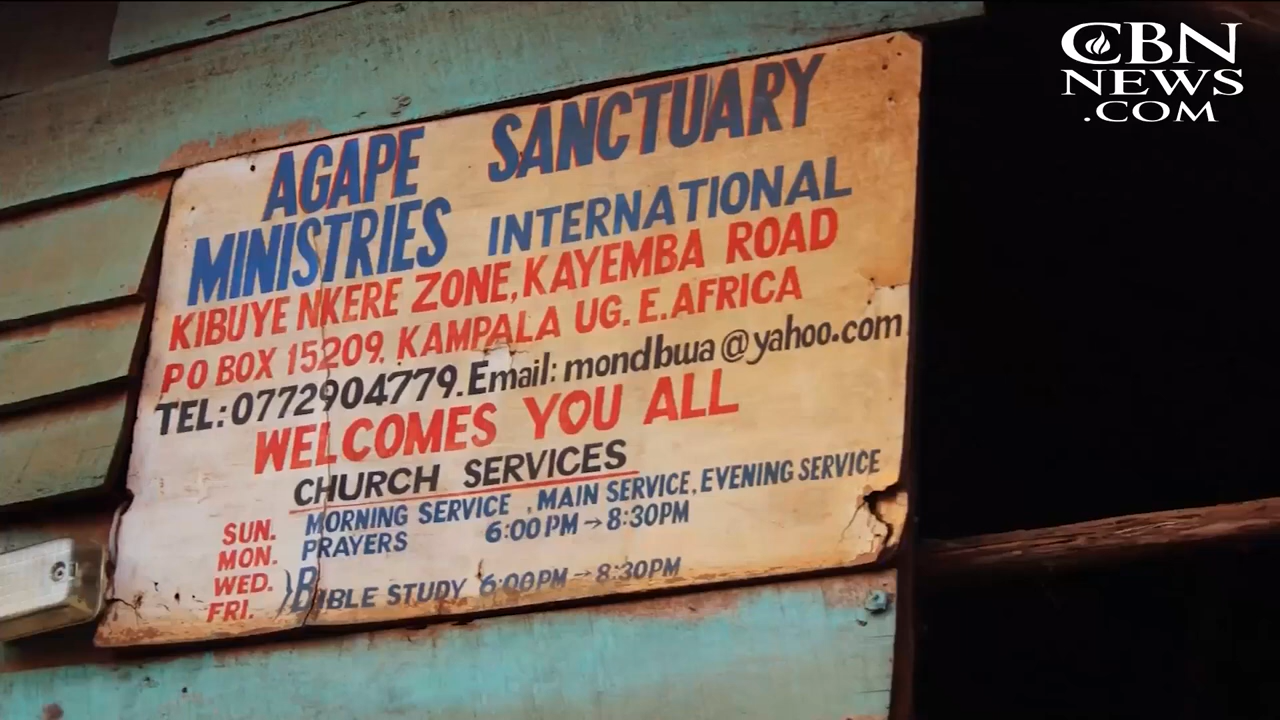 CBN
NEWS
.COM
AGAPE SANCTUARY
MINISTRIES INTERNATIONAL
KIBUYE NKERE ZONE, KAYEMBA ROAD
PO BOX 15209, KAMPALA UG. E. AFRICA
TEL: 0772904779. Email: mondbwa@yahoo.com
WELCOMES YOU ALL
CHURCH SERVICES
SUN. MORNING SERVICE , MAIN SERVICE, EVENING SERVICE
MON. PRAYERS 6:00PM → 8:30PM
WED. } BIBLE STUDY 6:00PM → 8:30PM
FRI.